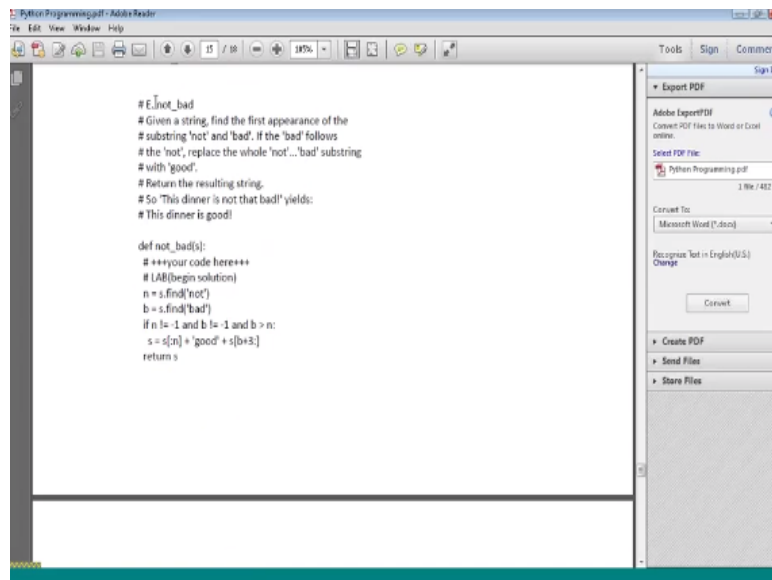 Python Programming.pdf - Adobe Reader
File Edit View Window Help
15 / 18
105%
Tools Sign Commen
# E. not_bad
# Given a string, find the first appearance of the
# substring 'not' and 'bad'. If the 'bad' follows
# the 'not', replace the whole 'not'...'bad' substring
# with 'good'.
# Return the resulting string.
# So 'This dinner is not that bad!' yields:
# This dinner is good!
def not_bad(s):
# +++your code here+++
# LAB(begin solution)
n = s.find('not')
b = s.find('bad')
if n != -1 and b != -1 and b > n:
s = s[:n] + 'good' + s[b+3:]
return s
Sign
Export PDF
Adobe ExportPDF
Convert PDF files to Word or Excel
online.
Select PDF File:
Python Programming.pdf
1 file / 482
Convert To:
Microsoft Word (*.docx)
Recognize Text in English(U.S.)
Change
Convert
Create PDF
Send Files
Store Files